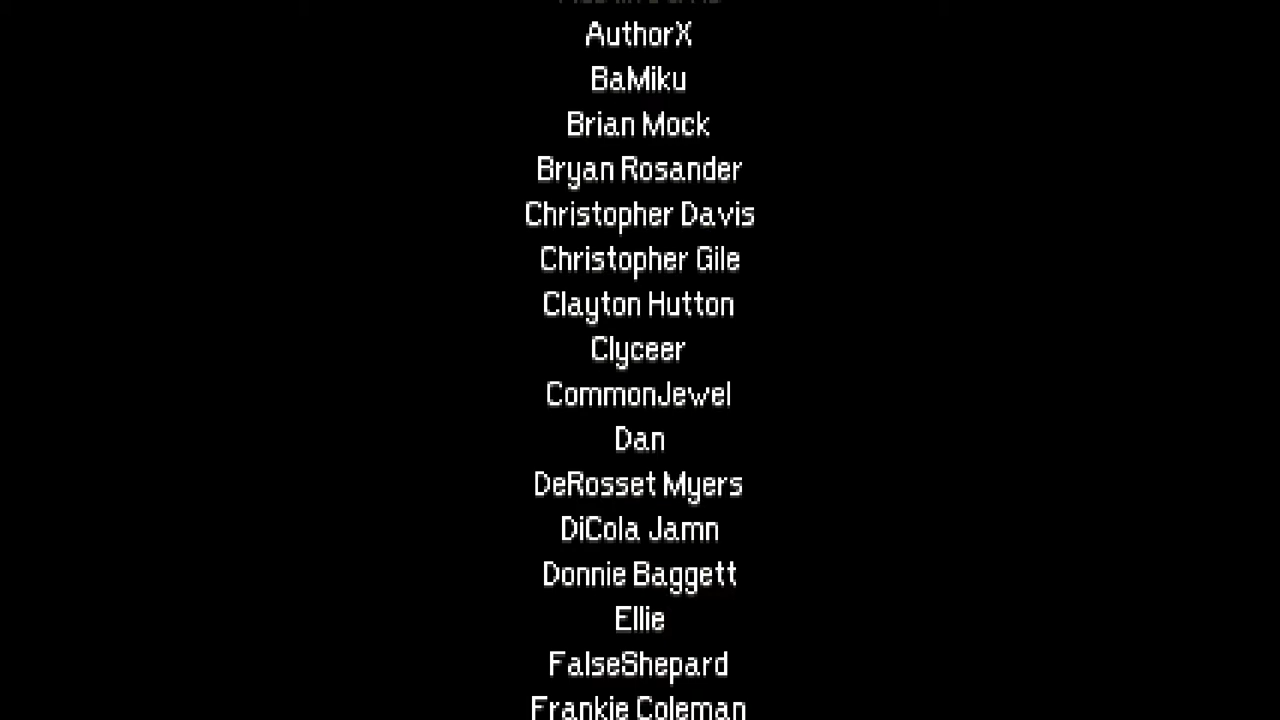 AuthorX
BaMiku
Brian Mock
Bryan Rosander
Christopher Davis
Christopher Gile
Clayton Hutton
Clyceer
CommonJewel
Dan
DeRosset Myers
DiCola Jamn
Donnie Baggett
Ellie
FalseShepard
Frankie Coleman